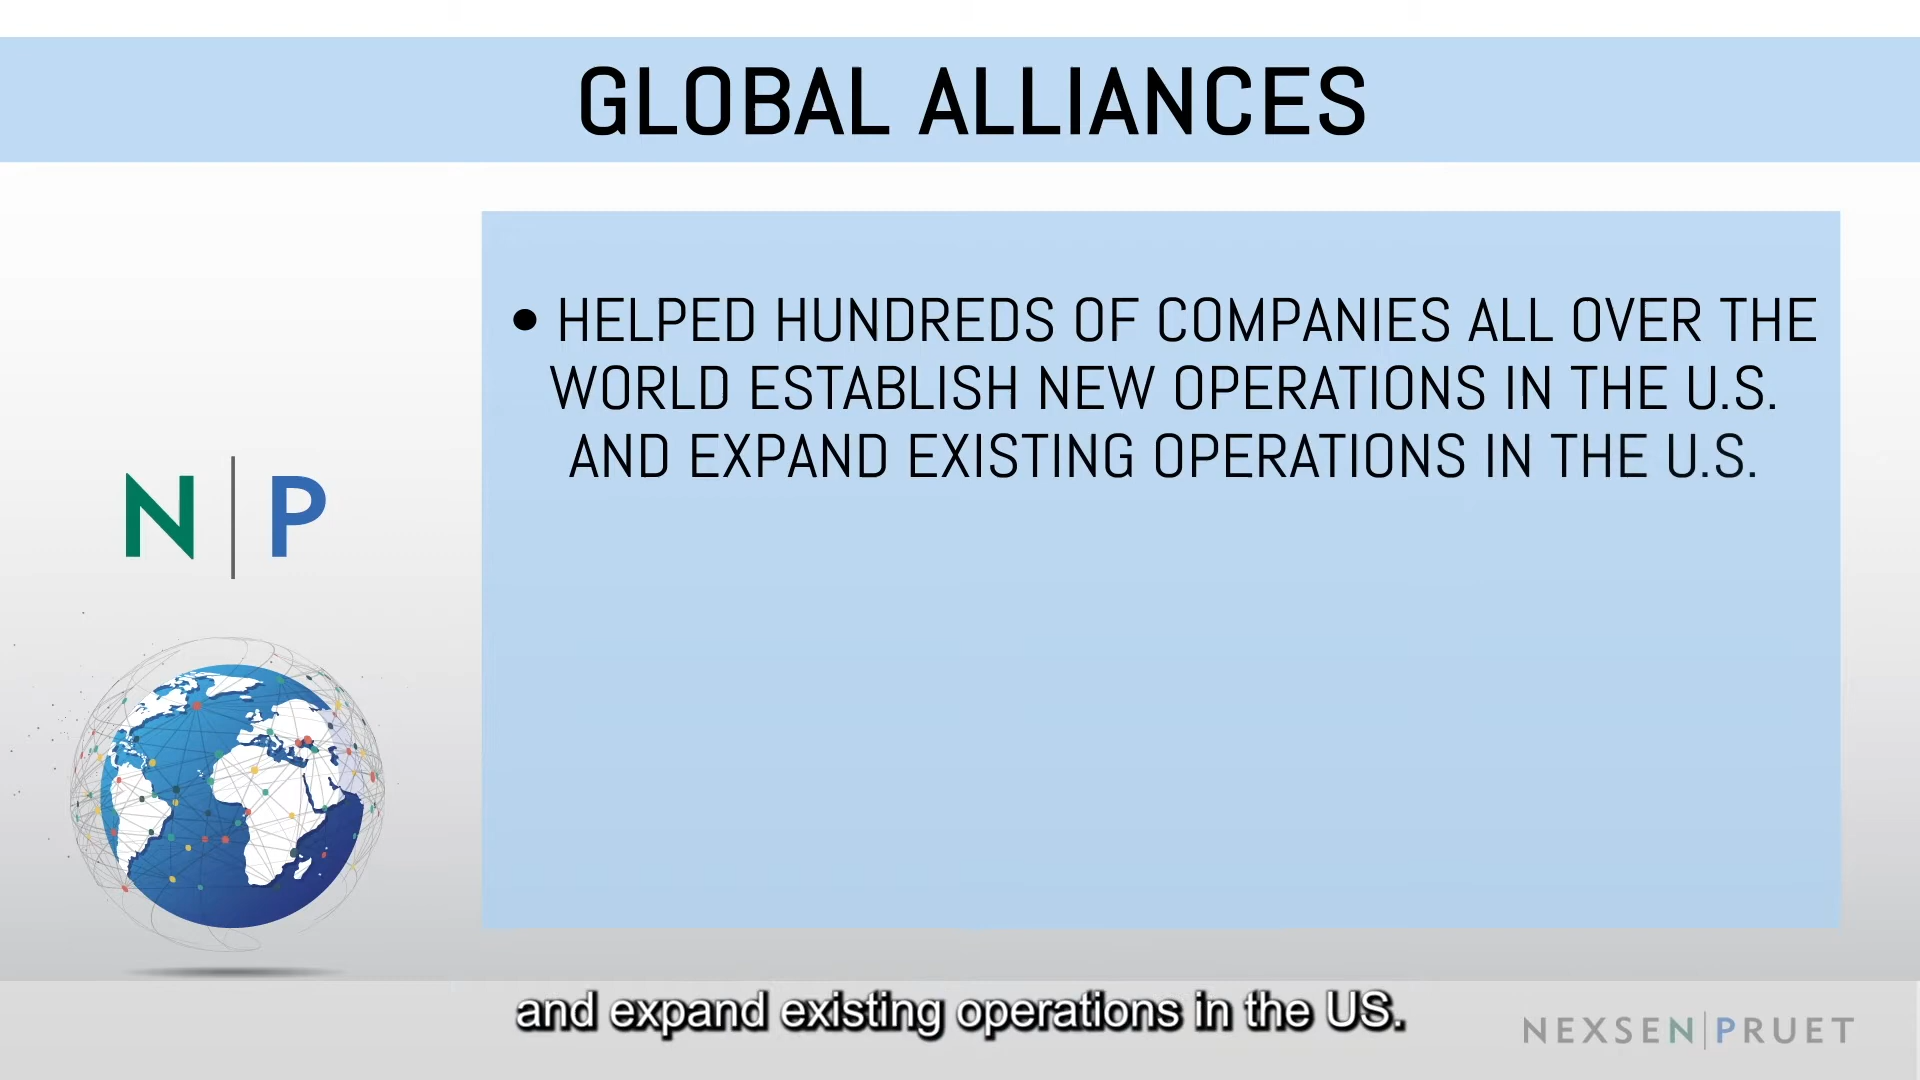 GLOBAL ALLIANCES
• HELPED HUNDREDS OF COMPANIES ALL OVER THE
WORLD ESTABLISH NEW OPERATIONS IN THE U.S.
AND EXPAND EXISTING OPERATIONS IN THE U.S.
N|P
and expand existing operations in the US.
NEXSEN|PRUET